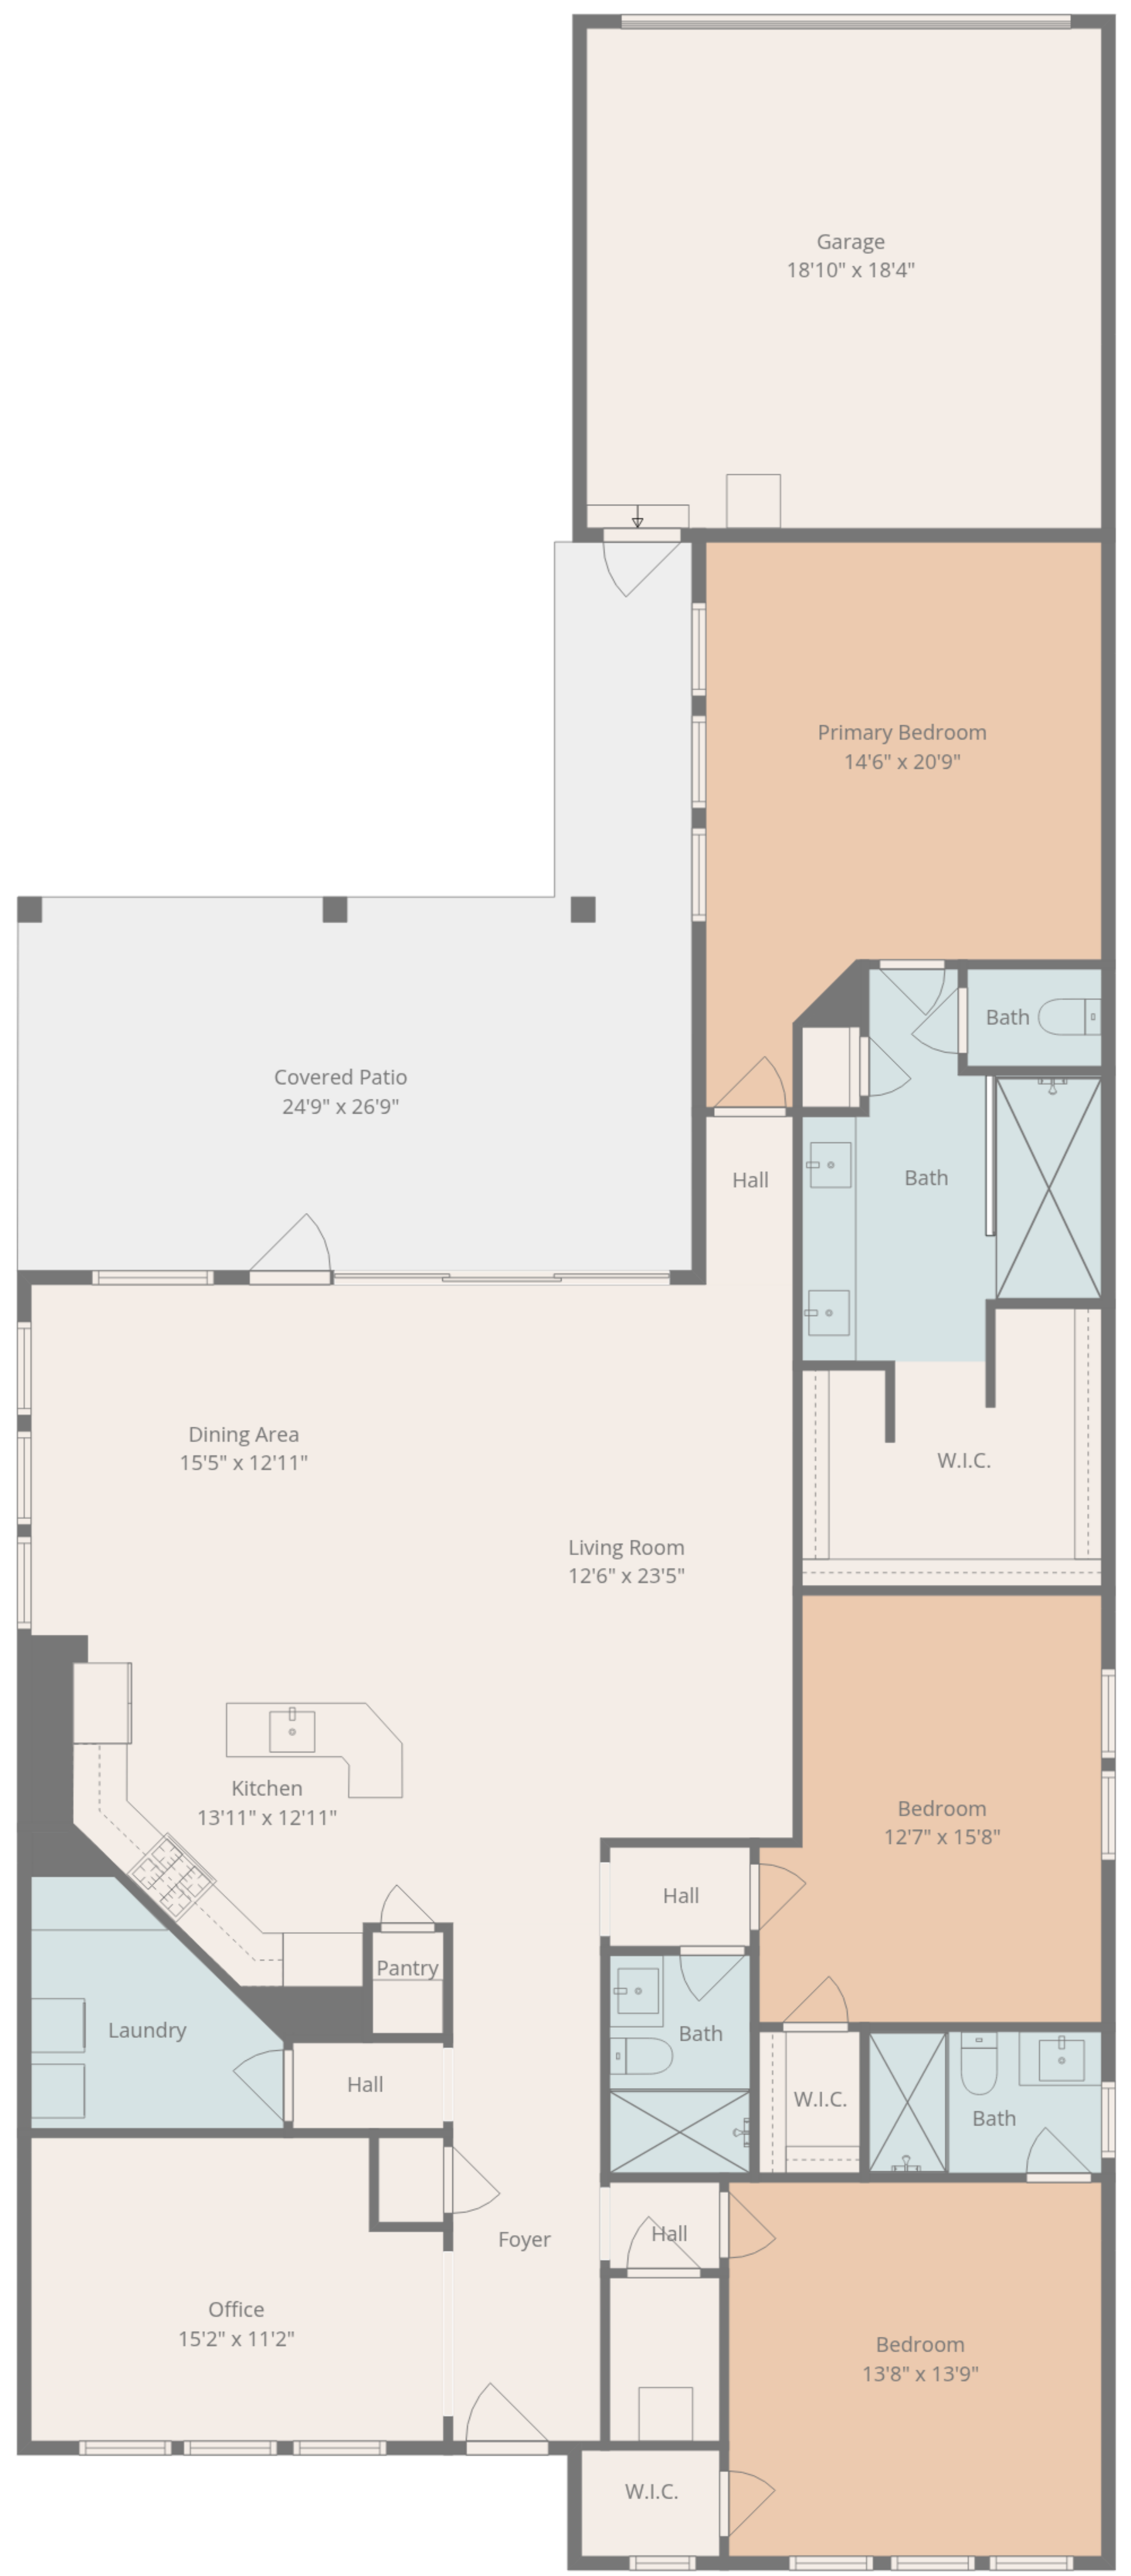 Garage
18'10" x 18'4"
Primary Bedroom
14'6" x 20'9"
Bath
Covered Patio
24'9" x 26'9"
Hall
Bath
Dining Area
15'5" x 12'11"
W.I.C.
Living Room
12'6" x 23'5"
Kitchen
13'11" x 12'11"
Bedroom
12'7" x 15'8"
Hall
Pantry
Laundry
Bath
Hall
W.I.C.
Bath
Foyer
Hall
Office
15'2" x 11'2"
Bedroom
13'8" x 13'9"
W.I.C.